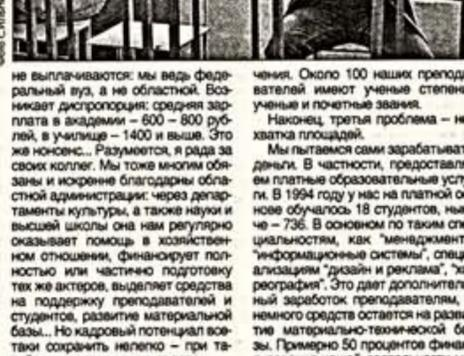 не выплачиваются: мы ведь феде-
ральный вуз, а не областной. Воз-
никает диспропорция: средняя зар-
плата в академии – 600 – 800 руб-
лей, в училище – 1400 и выше. Это
же нонсенс... Разумеется, я рада за
своих коллег. Мы тоже многим обя-
заны и искренне благодарны обла-
стной администрации: через депар-
таменты культуры, а также науки и
высшей школы она нам регулярно
оказывает помощь в хозяйствен-
ном отношении, финансирует пол-
ностью или частично подготовку
тех же актеров, выделяет средства
на поддержку преподавателей и
студентов, развитие материальной
базы... Но кадровый потенциал все-
таки сохранить нелегко – при та-
чения. Около 100 наших препода
вателей имеют ученые степен
ученые и почетные звания.
Наконец, третья проблема – не
хватка площадей.
Мы пытаемся сами зарабатыват
деньги. В частности, предоставля
ем платные образовательные услу
ги. В 1994 году у нас на платной ос
нове обучалось 18 студентов, нын
че – 736. В основном по таким спе
циальностям, как "менеджмент"
"информационные системы", специ
ализациям "дизайн и реклама", "хо
реография". Это дает дополнитель
ный заработок преподавателям,
немного средств остается на разви
тие материально-технической ба
зы. Примерно 50 процентов финан